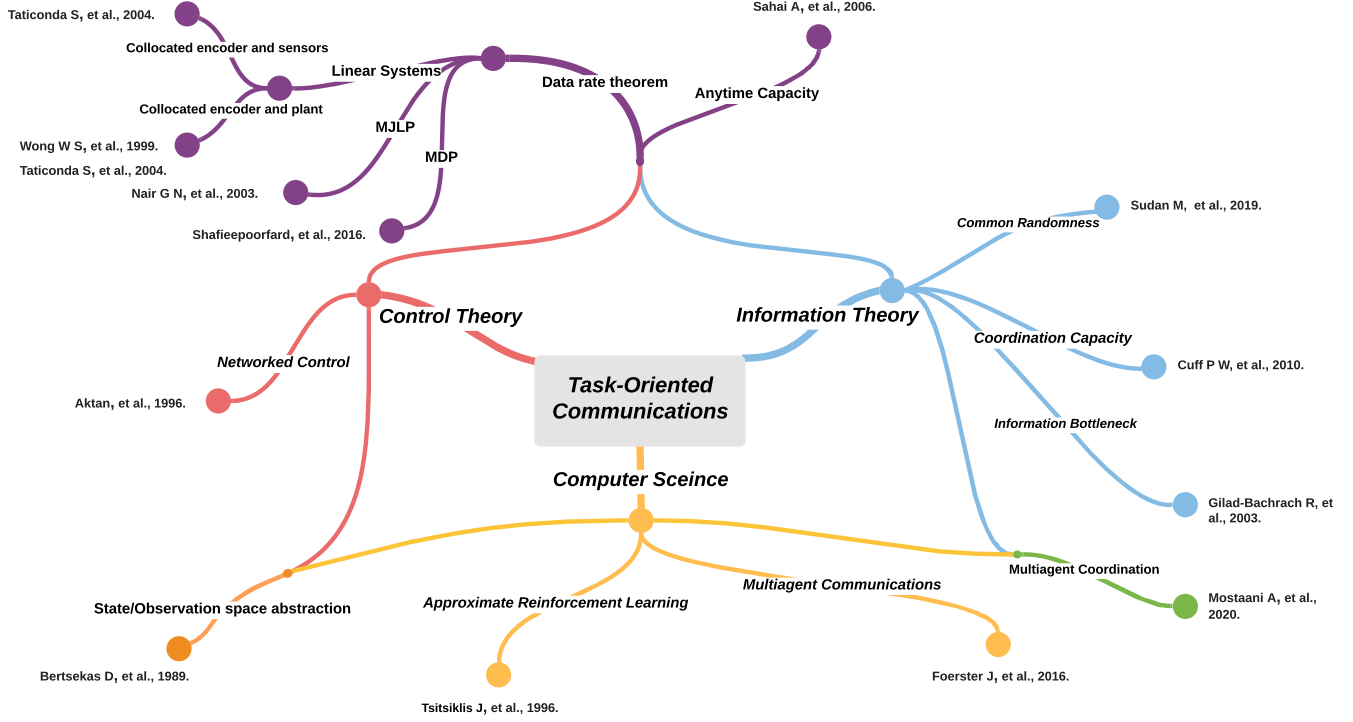 Taticonda S, et al., 2004.
Sahai A, et al., 2006.
Collocated encoder and sensors
Linear Systems
Data rate theorem
Anytime Capacity
Collocated encoder and plant
MJLP
Wong W S, et al., 1999.
MDP
Taticonda S, et al., 2004.
Nair G N, et al., 2003.
Shafieepoorfard, et al., 2016.
Sudan M,  et al., 2019.
Common Randomness
Control Theory
Information Theory
Coordination Capacity
Networked Control
Cuff P W, et al., 2010.
Task-Oriented
Communications
Aktan, et al., 1996.
Information Bottleneck
Computer Sceince
Gilad-Bachrach R, et
al., 2003.
Multiagent Coordination
Multiagent Communications
Approximate Reinforcement Learning
State/Observation space abstraction
Mostaani A, et al.,
2020.
Bertsekas D, et al., 1989.
Foerster J, et al., 2016.
Tsitsiklis J, et al., 1996.